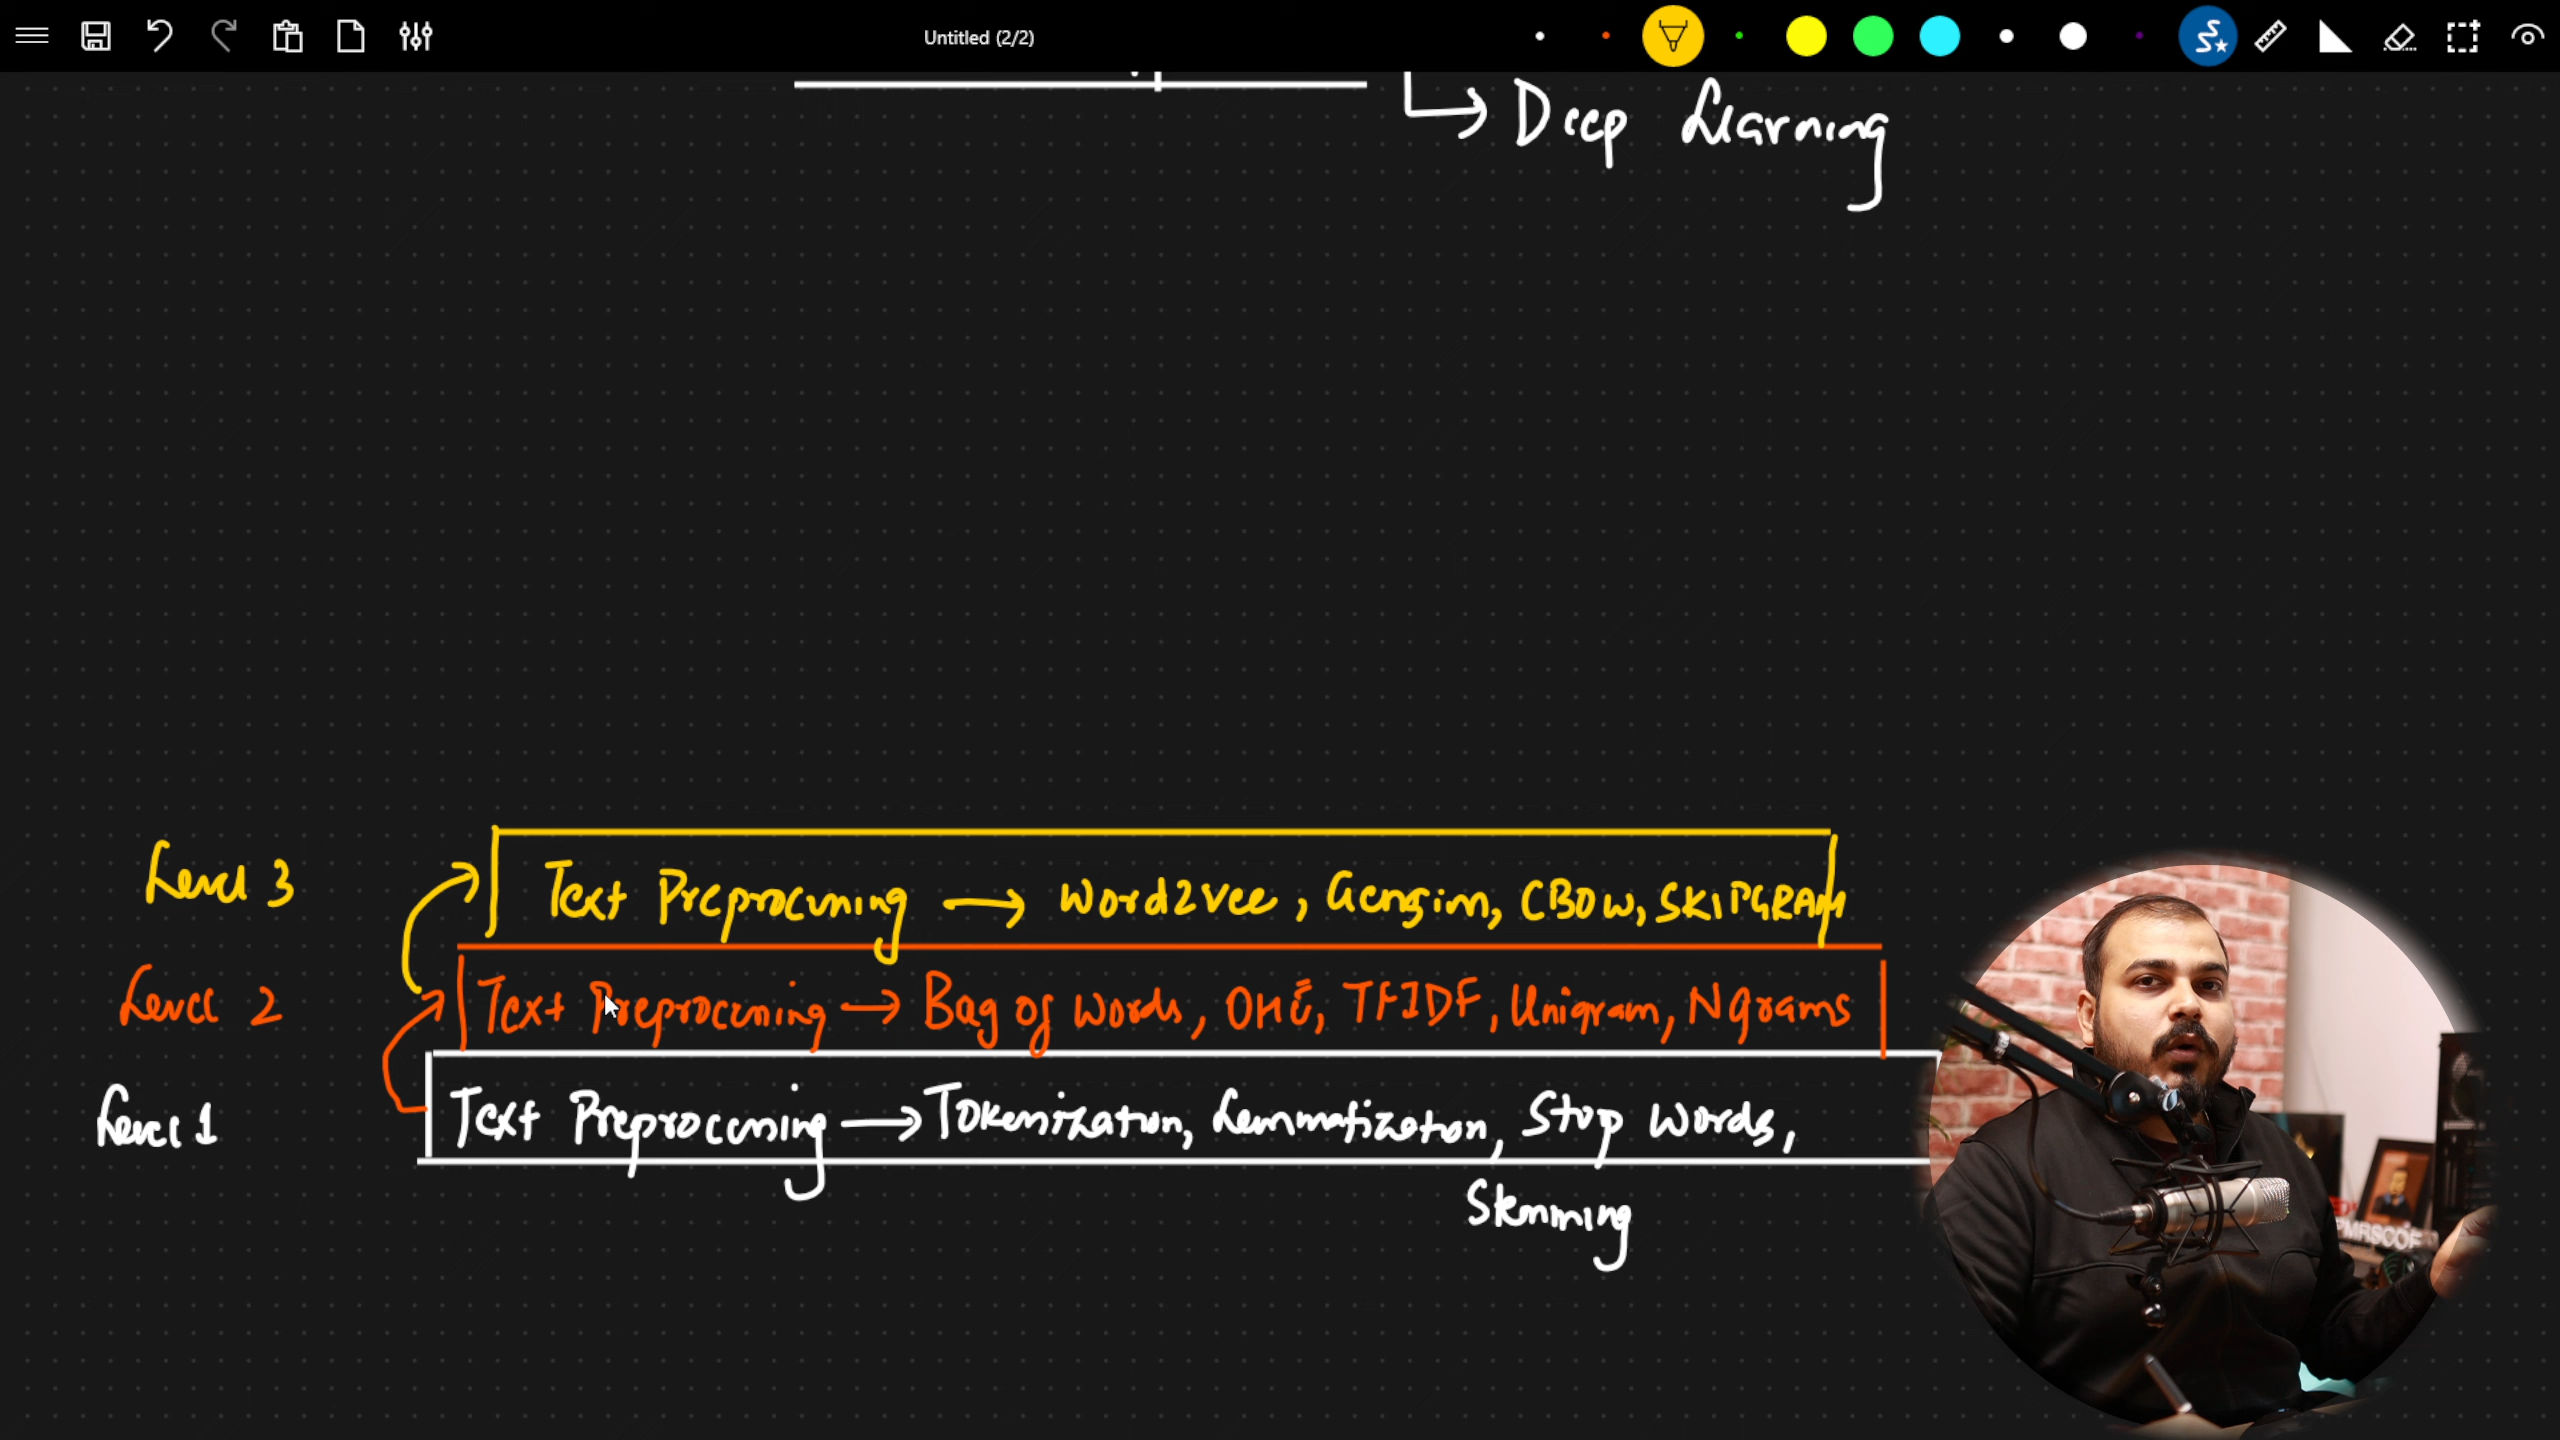 Untitled (2/2)
Deep Learning
Level 3 Text Preprocessing → Word2Vec, Gensim, CBOW, SKIPGRAM
Level 2 Text Preprocessing → Bag of Words, OHE, TFIDF, Unigram, NGrams
Level 1 Text Preprocessing → Tokenization, Lemmatization, Stop Words,
Stemming